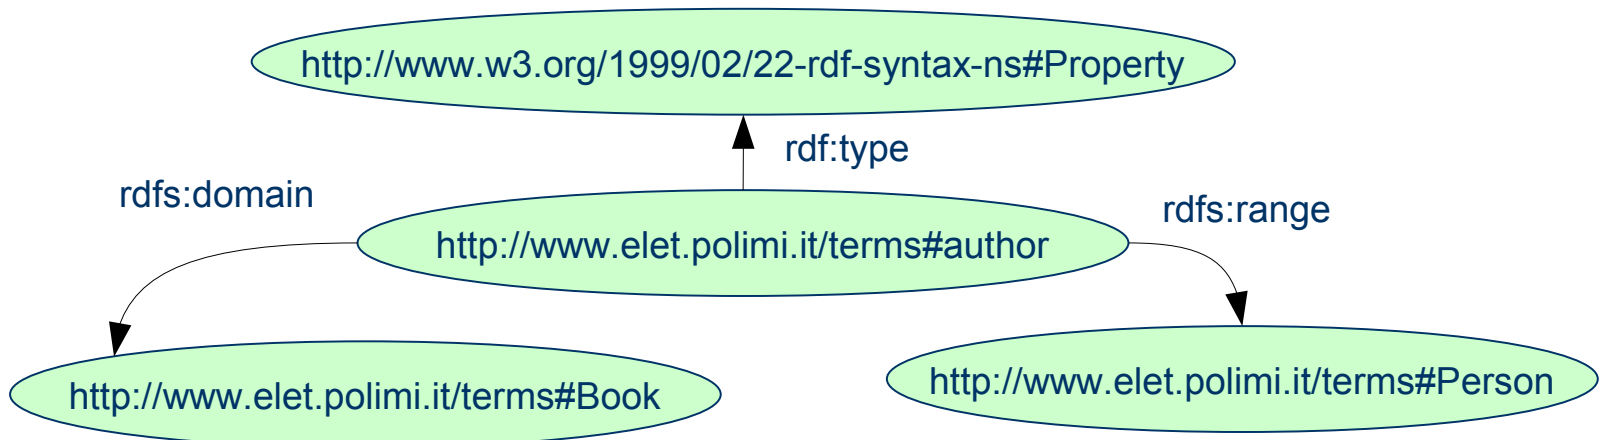 http://www.w3.org/1999/02/22-rdf-syntax-ns#Property
rdf:type
rdfs:domain
rdfs:range
http://www.elet.polimi.it/terms#author
http://www.elet.polimi.it/terms#Book
http://www.elet.polimi.it/terms#Person